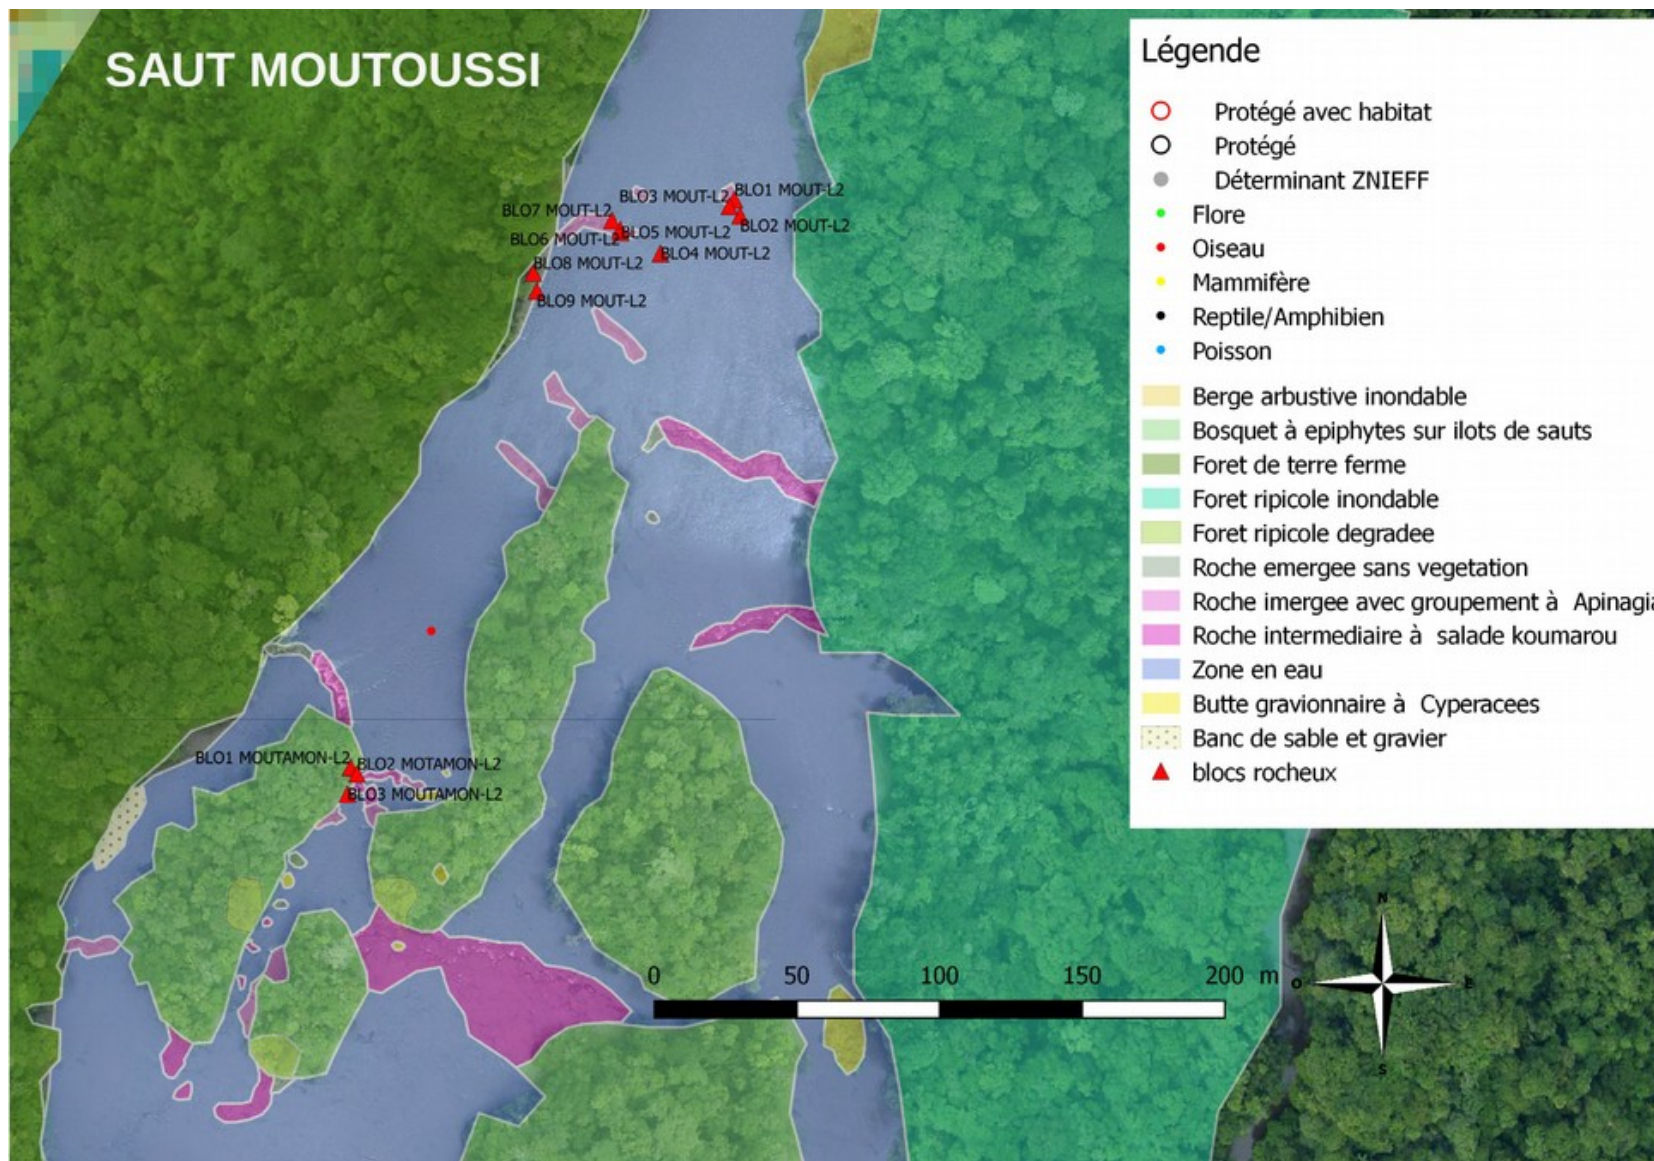 SAUT MOUTOUSSI
BLO3 MOUT-L2
BLO1 MOUT-L2
BLO7 MOUT-L2
BLO2 MOUT-L2
BLO5 MOUT-L2
BLO6 MOUT-L2
BLO4 MOUT-L2
BLO8 MOUT-L2
BLO9 MOUT-L2
BLO1 MOUTAMON-L2
BLO2 MOTAMON-L2
BLO3 MOUTAMON-L2
Légende
Protégé avec habitat
Protégé
Déterminant ZNIEFF
Flore
Oiseau
Mammifère
Reptile/Amphibien
Poisson
Berge arbustive inondable
Bosquet à epiphytes sur ilots de sauts
Foret de terre ferme
Foret ripicole inondable
Foret ripicole degradee
Roche emergee sans vegetation
Roche imergee avec groupement à Apinagia
Roche intermediaire à salade koumarou
Zone en eau
Butte gravionnaire à Cyperacees
Banc de sable et gravier
blocs rocheux
0 50 100 150 200 m
N
O E
S